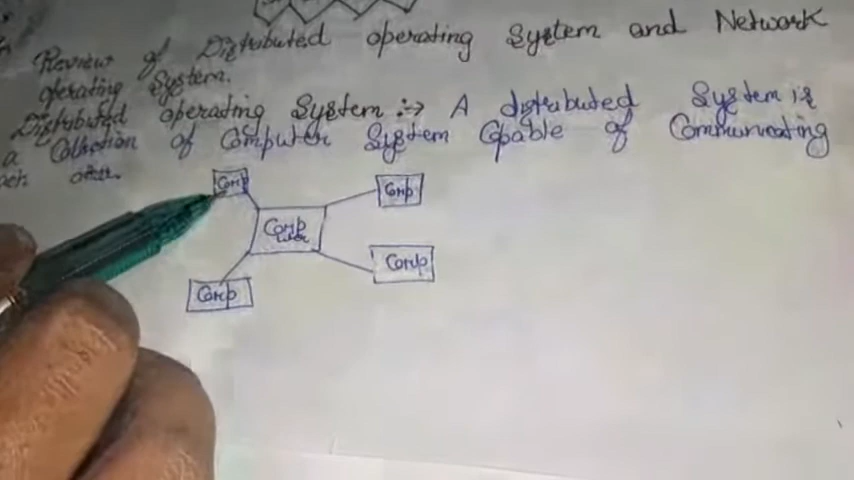 Review of Distributed operating System and Network
operating System.
Distributed operating System :-> A distributed System is
a Collection of Computer System Capable of Communicating
each other.
Comp
Comp
Comp
uter
Comp
Comp